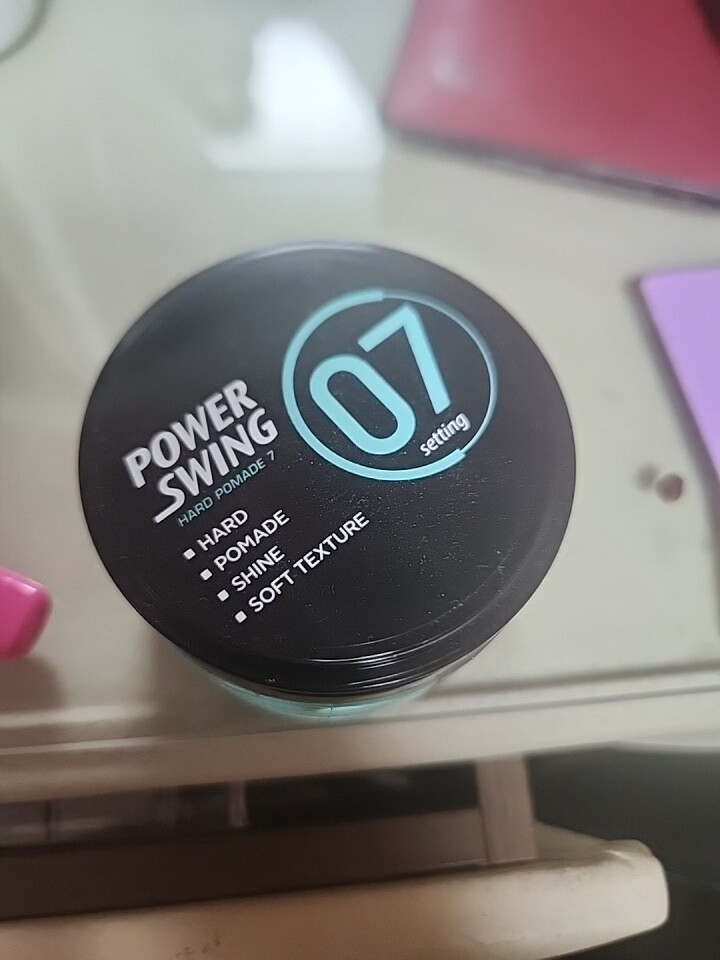 07
setting
POWER
SWING
HARD POMADE 7
▪ HARD
▪ POMADE
▪ SHINE
▪ SOFT TEXTURE